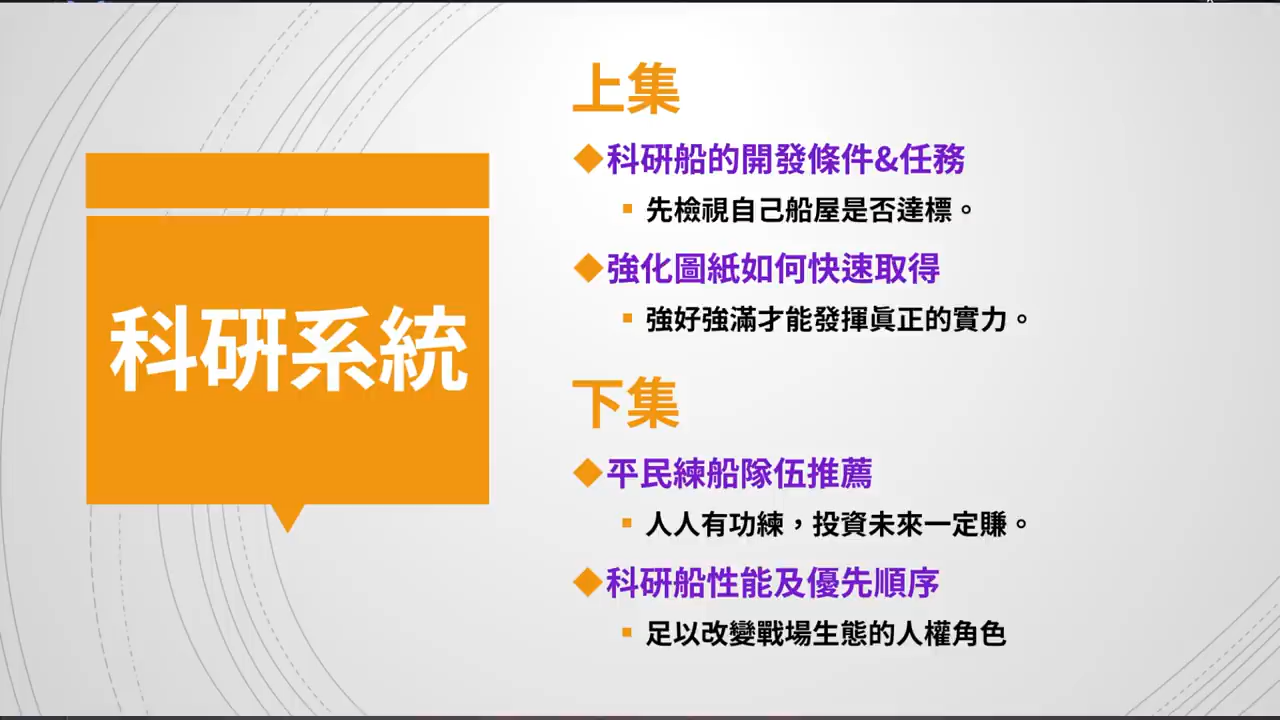 科研系統
上集
科研船的開發條件&任務
先檢視自己船屋是否達標。
強化圖紙如何快速取得
強好強滿才能發揮真正的實力。
下集
平民練船隊伍推薦
人人有功練，投資未來一定賺。
科研船性能及優先順序
足以改變戰場生態的人權角色